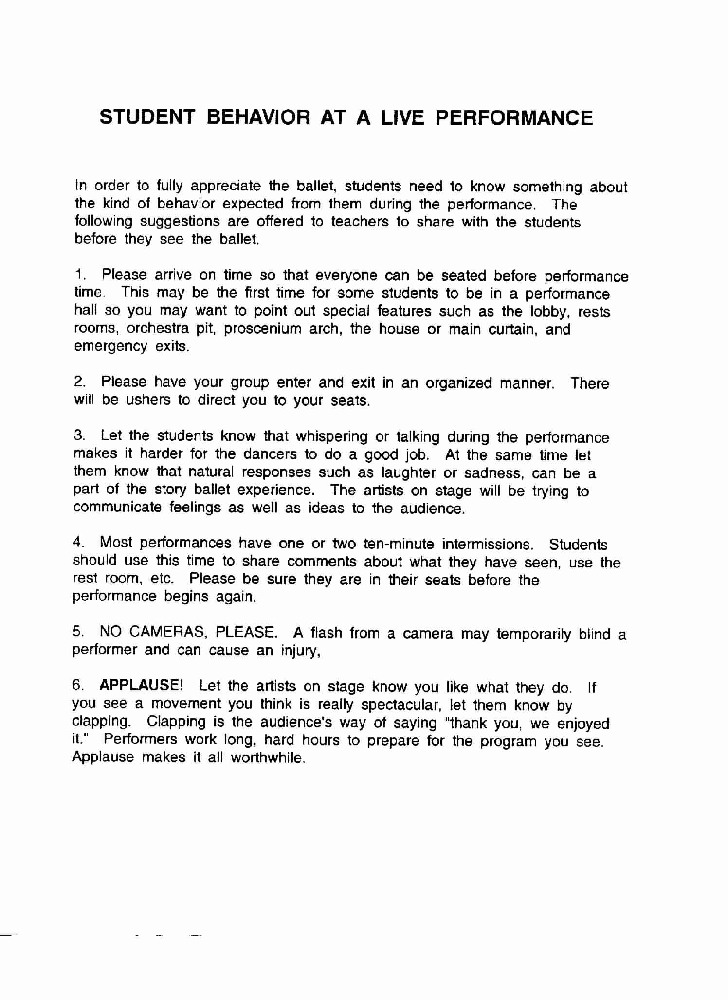 STUDENT BEHAVIOR AT A LIVE PERFORMANCE
In order to fully appreciate the ballet, students need to know something about
the kind of behavior expected from them during the performance. The
following suggestions are offered to teachers to share with the students
before they see the ballet.
1. Please arrive on time so that everyone can be seated before performance
time. This may be the first time for some students to be in a performance
hall so you may want to point out special features such as the lobby, rests
rooms, orchestra pit, proscenium arch, the house or main curtain, and
emergency exits.
2. Please have your group enter and exit in an organized manner. There
will be ushers to direct you to your seats.
3. Let the students know that whispering or talking during the performance
makes it harder for the dancers to do a good job. At the same time let
them know that natural responses such as laughter or sadness, can be a
part of the story ballet experience. The artists on stage will be trying to
communicate feelings as well as ideas to the audience.
4. Most performances have one or two ten-minute intermissions. Students
should use this time to share comments about what they have seen, use the
rest room, etc. Please be sure they are in their seats before the
performance begins again.
5. NO CAMERAS, PLEASE. A flash from a camera may temporarily blind a
performer and can cause an injury,
6. APPLAUSE! Let the artists on stage know you like what they do. If
you see a movement you think is really spectacular, let them know by
clapping. Clapping is the audience's way of saying "thank you, we enjoyed
it." Performers work long, hard hours to prepare for the program you see.
Applause makes it all worthwhile.